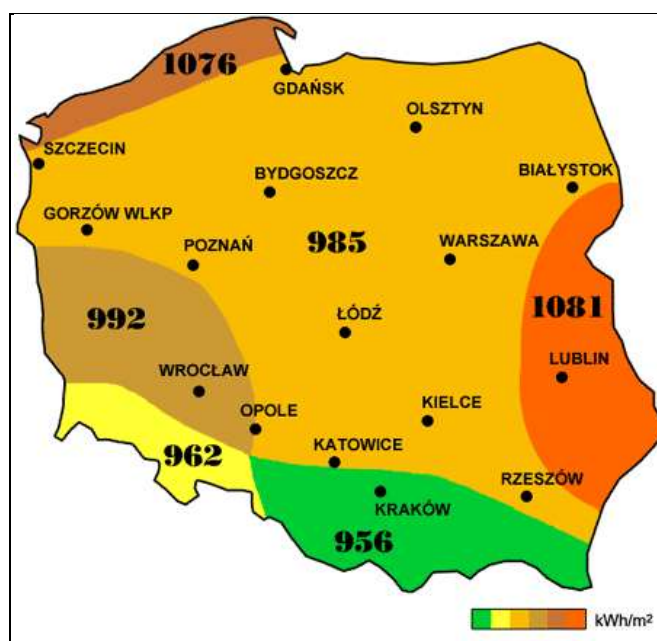 1076
GDAŃSK
OLSZTYN
SZCZECIN
BYDGOSZCZ
BIAŁYSTOK
GORZÓW WLKP
POZNAŃ
985
WARSZAWA
992
ŁÓDŹ
1081
WROCŁAW
LUBLIN
OPOLE
KIELCE
962
KATOWICE
RZESZÓW
KRAKÓW
956
kWh/m²